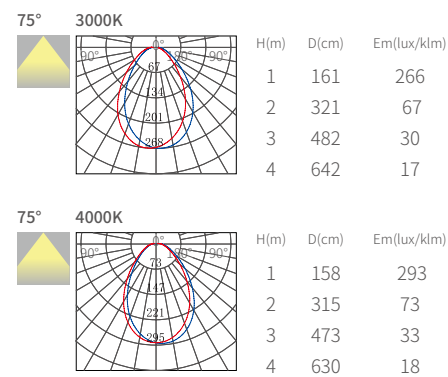 75° 3000K
H(m) D(cm) Em(lux/klm)
0°
90° 180° 90°
67
134
201
268
1 161 266
2 321 67
3 482 30
4 642 17
75° 4000K
H(m) D(cm) Em(lux/klm)
0°
90° 180° 90°
73
147
221
295
1 158 293
2 315 73
3 473 33
4 630 18